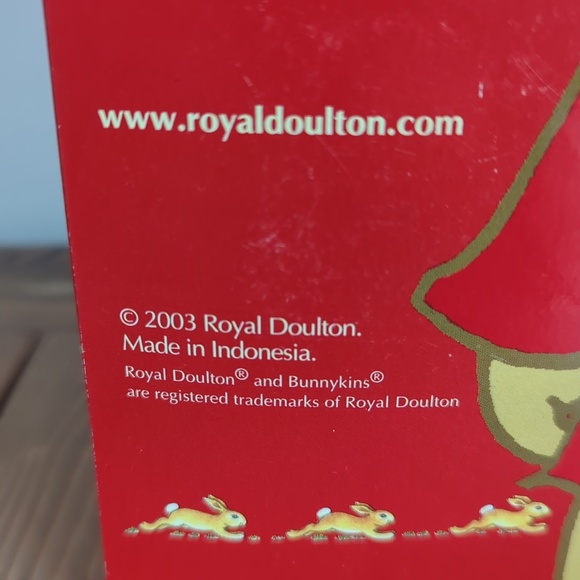 www.royaldoulton.com
© 2003 Royal Doulton.
Made in Indonesia.
Royal Doulton® and Bunnykins®
are registered trademarks of Royal Doulton